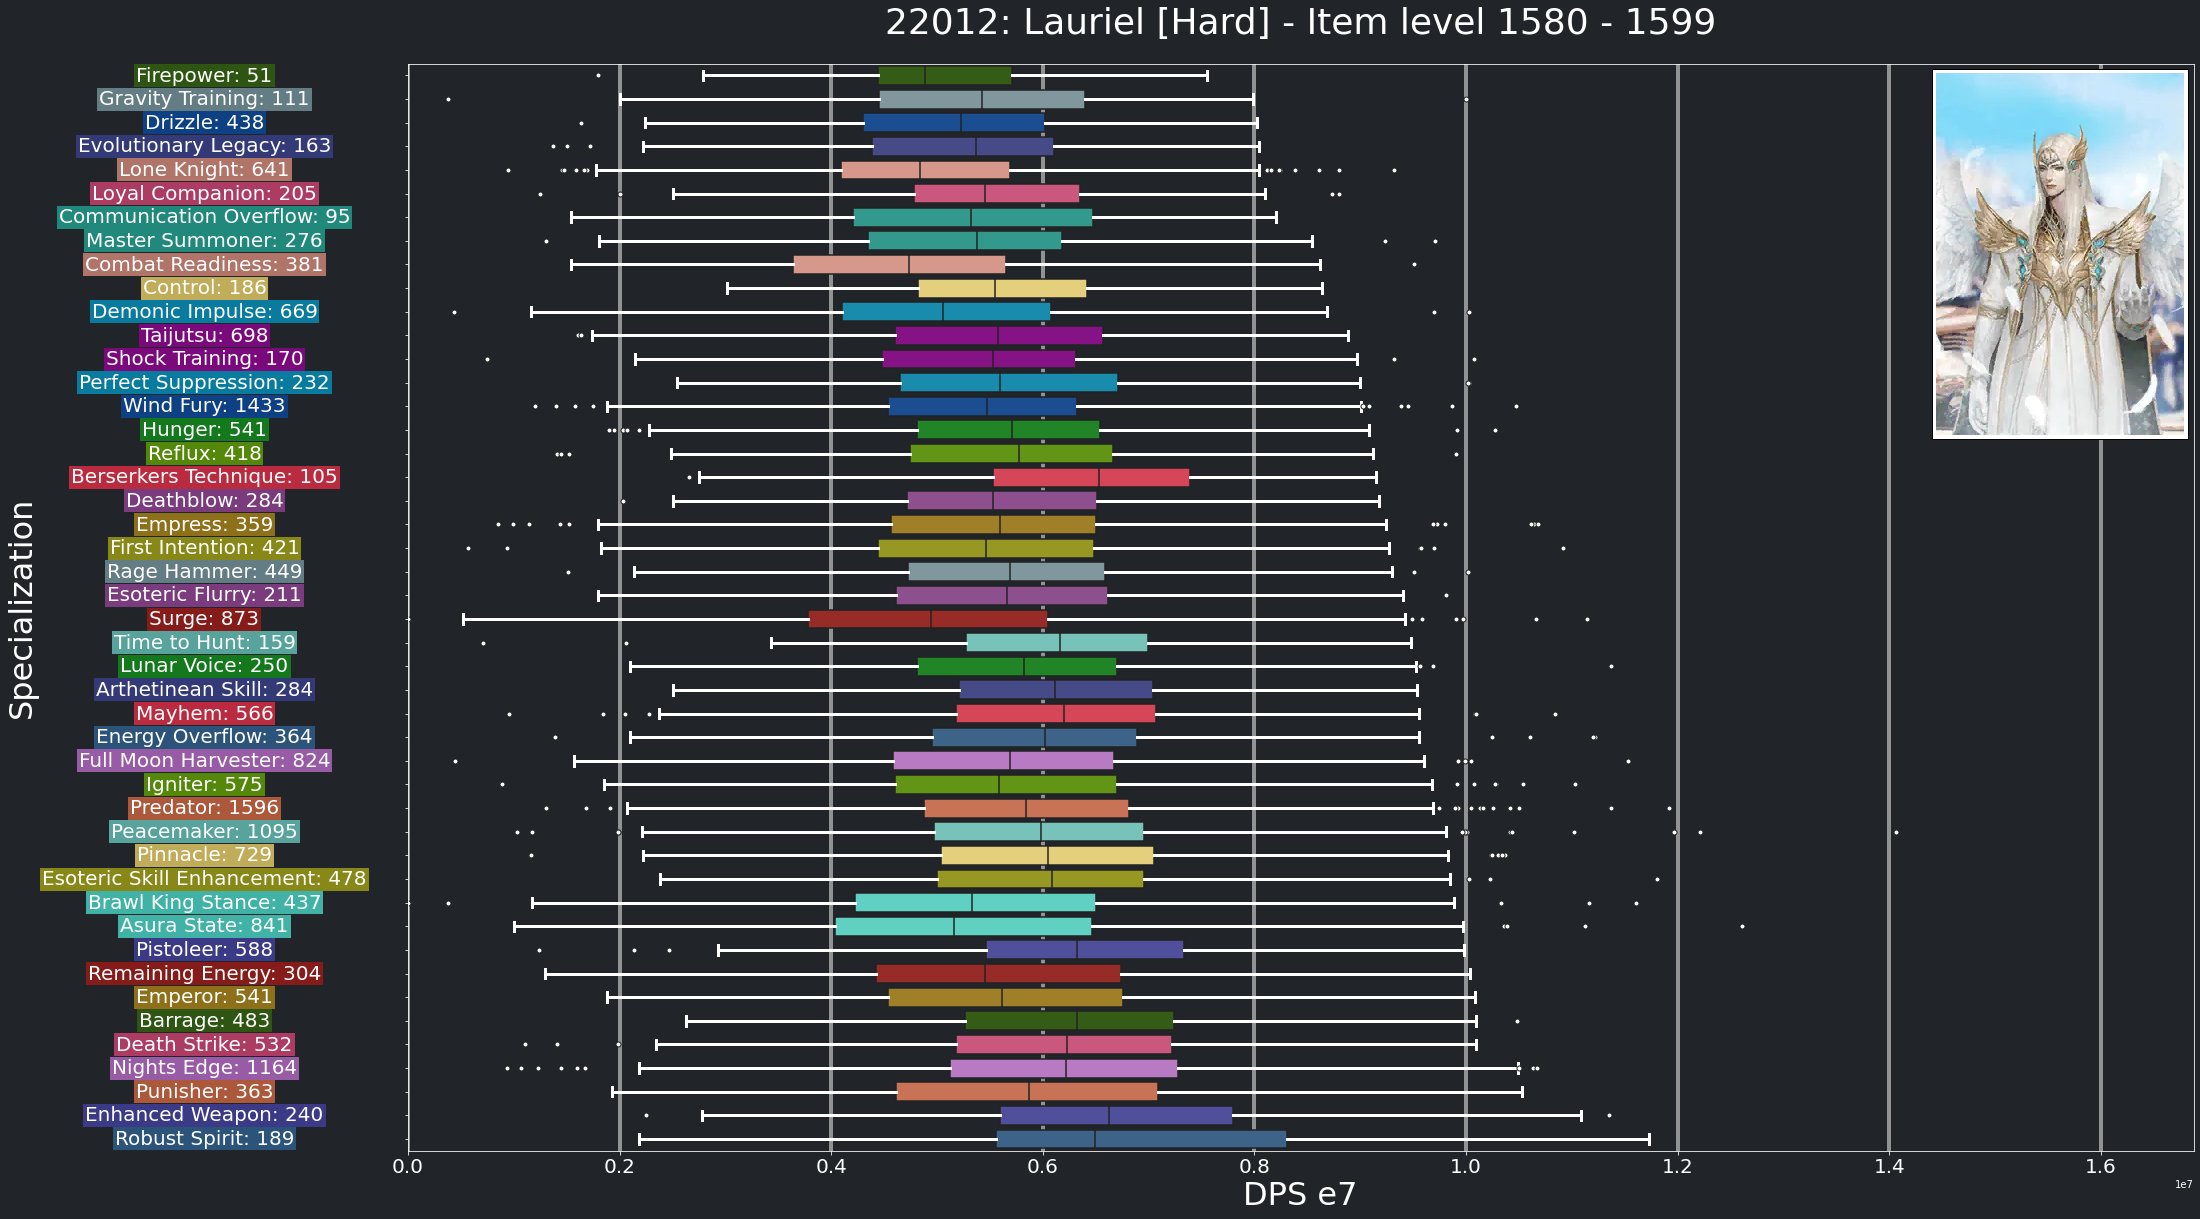 22012: Lauriel [Hard] - Item level 1580 - 1599
Specialization
Firepower: 51
Gravity Training: 111
Drizzle: 438
Evolutionary Legacy: 163
Lone Knight: 641
Loyal Companion: 205
Communication Overflow: 95
Master Summoner: 276
Combat Readiness: 381
Control: 186
Demonic Impulse: 669
Taijutsu: 698
Shock Training: 170
Perfect Suppression: 232
Wind Fury: 1433
Hunger: 541
Reflux: 418
Berserkers Technique: 105
Deathblow: 284
Empress: 359
First Intention: 421
Rage Hammer: 449
Esoteric Flurry: 211
Surge: 873
Time to Hunt: 159
Lunar Voice: 250
Arthetinean Skill: 284
Mayhem: 566
Energy Overflow: 364
Full Moon Harvester: 824
Igniter: 575
Predator: 1596
Peacemaker: 1095
Pinnacle: 729
Esoteric Skill Enhancement: 478
Brawl King Stance: 437
Asura State: 841
Pistoleer: 588
Remaining Energy: 304
Emperor: 541
Barrage: 483
Death Strike: 532
Nights Edge: 1164
Punisher: 363
Enhanced Weapon: 240
Robust Spirit: 189
0.0 0.2 0.4 0.6 0.8 1.0 1.2 1.4 1.6
DPS e7
1e7